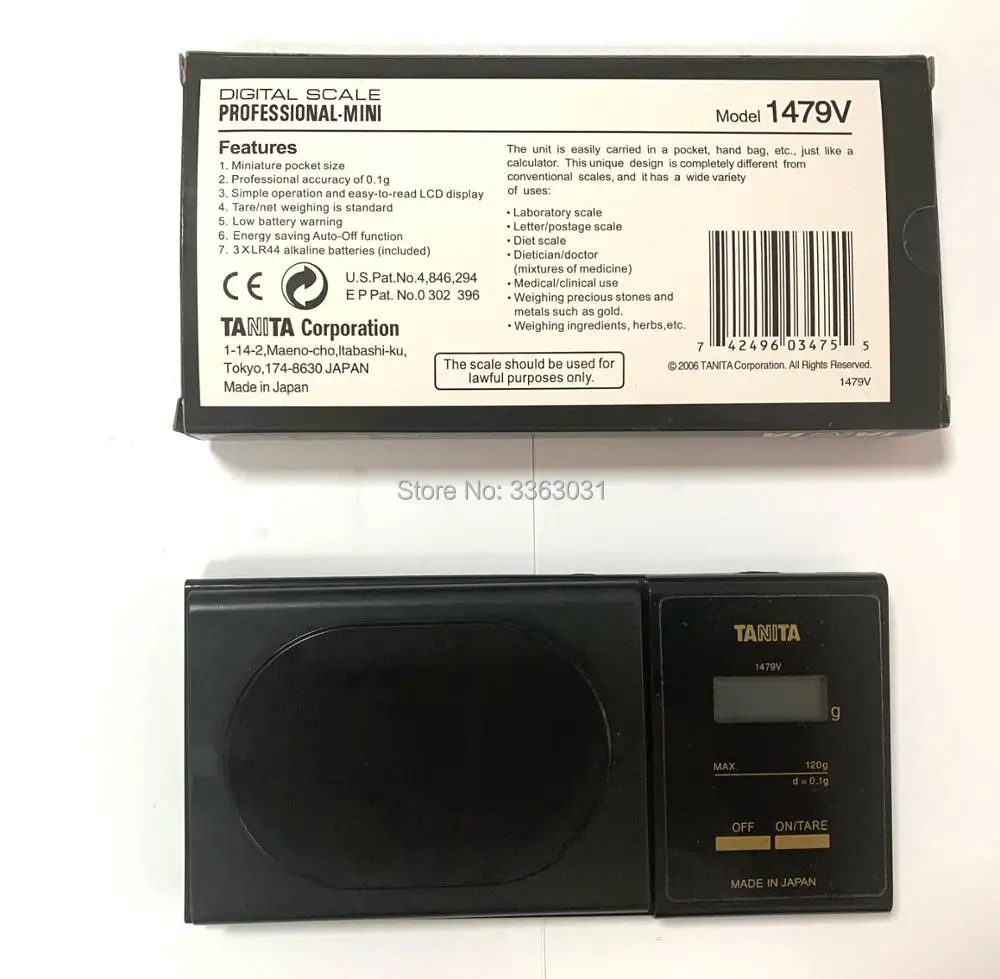 DIGITAL SCALE
PROFESSIONAL-MINI
Model 1479V
Features
1. Miniature pocket size
2. Professional accuracy of 0.1g
3. Simple operation and easy-to-read LCD display
4. Tare/net weighing is standard
5. Low battery warning
6. Energy saving Auto-Off function
7. 3XLR44 alkaline batteries (included)
CE
U.S.Pat.No.4,846,294
E P Pat. No.0 302 396
TANITA Corporation
1-14-2,Maeno-cho,Itabashi-ku,
Tokyo,174-8630 JAPAN
Made in Japan
The unit is easily carried in a pocket, hand bag, etc., just like a
calculator. This unique design is completely different from
conventional scales, and it has a wide variety
of uses:
• Laboratory scale
• Letter/postage scale
• Diet scale
• Dietician/doctor
(mixtures of medicine)
• Medical/clinical use
• Weighing precious stones and
metals such as gold.
• Weighing ingredients, herbs,etc.
The scale should be used for
lawful purposes only.
7 42496 03475 5
© 2006 TANITA Corporation. All Rights Reserved.
1479V
TANITA
Store No: 3363031
TANITA
1479V
g
MAX. 120g
d = 0.1g
OFF ON/TARE
MADE IN JAPAN